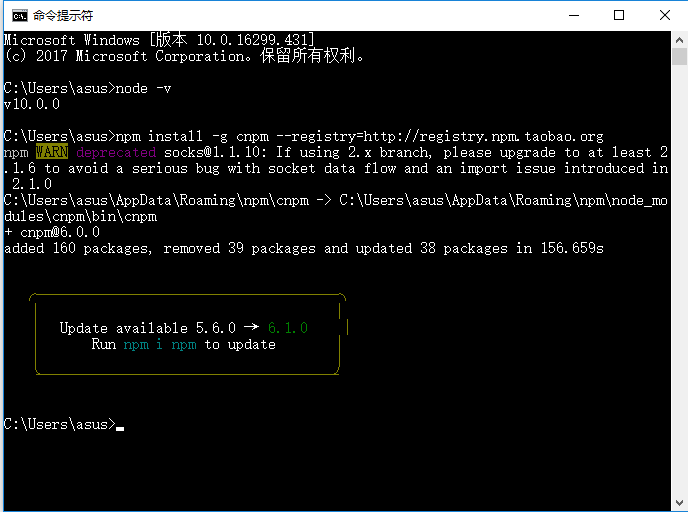 命令提示符
Microsoft Windows [版本 10.0.16299.431]
(c) 2017 Microsoft Corporation。保留所有权利。
C:\Users\asus>node -v
v10.0.0
C:\Users\asus>npm install -g cnpm --registry=http://registry.npm.taobao.org
npm WARN deprecated socks@1.1.10: If using 2.x branch, please upgrade to at least 2
.1.6 to avoid a serious bug with socket data flow and an import issue introduced in
 2.1.0
C:\Users\asus\AppData\Roaming\npm\cnpm -> C:\Users\asus\AppData\Roaming\npm\node_mo
dules\cnpm\bin\cnpm
+ cnpm@6.0.0
added 160 packages, removed 39 packages and updated 38 packages in 156.659s
Update available 5.6.0 → 6.1.0
Run npm i npm to update
C:\Users\asus>